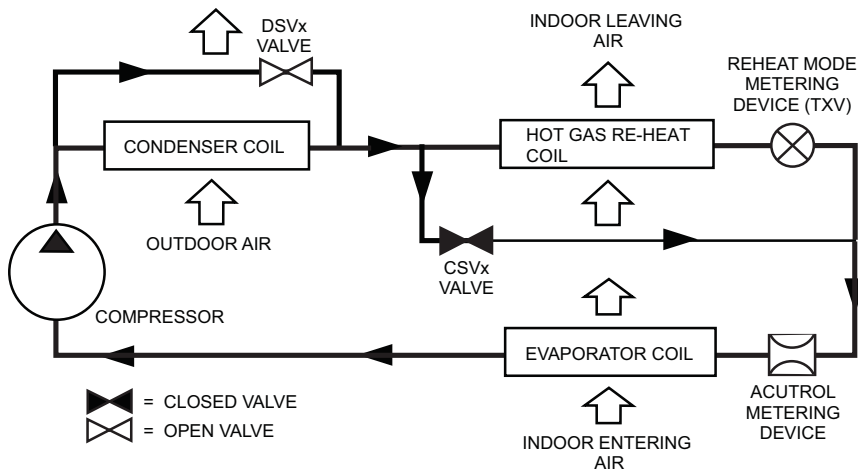 DSVx
VALVE
INDOOR LEAVING
AIR
REHEAT MODE
METERING
DEVICE (TXV)
CONDENSER COIL
HOT GAS RE-HEAT
COIL
OUTDOOR AIR
CSVx
VALVE
COMPRESSOR
EVAPORATOR COIL
ACUTROL
METERING
DEVICE
= CLOSED VALVE
= OPEN VALVE
INDOOR ENTERING
AIR